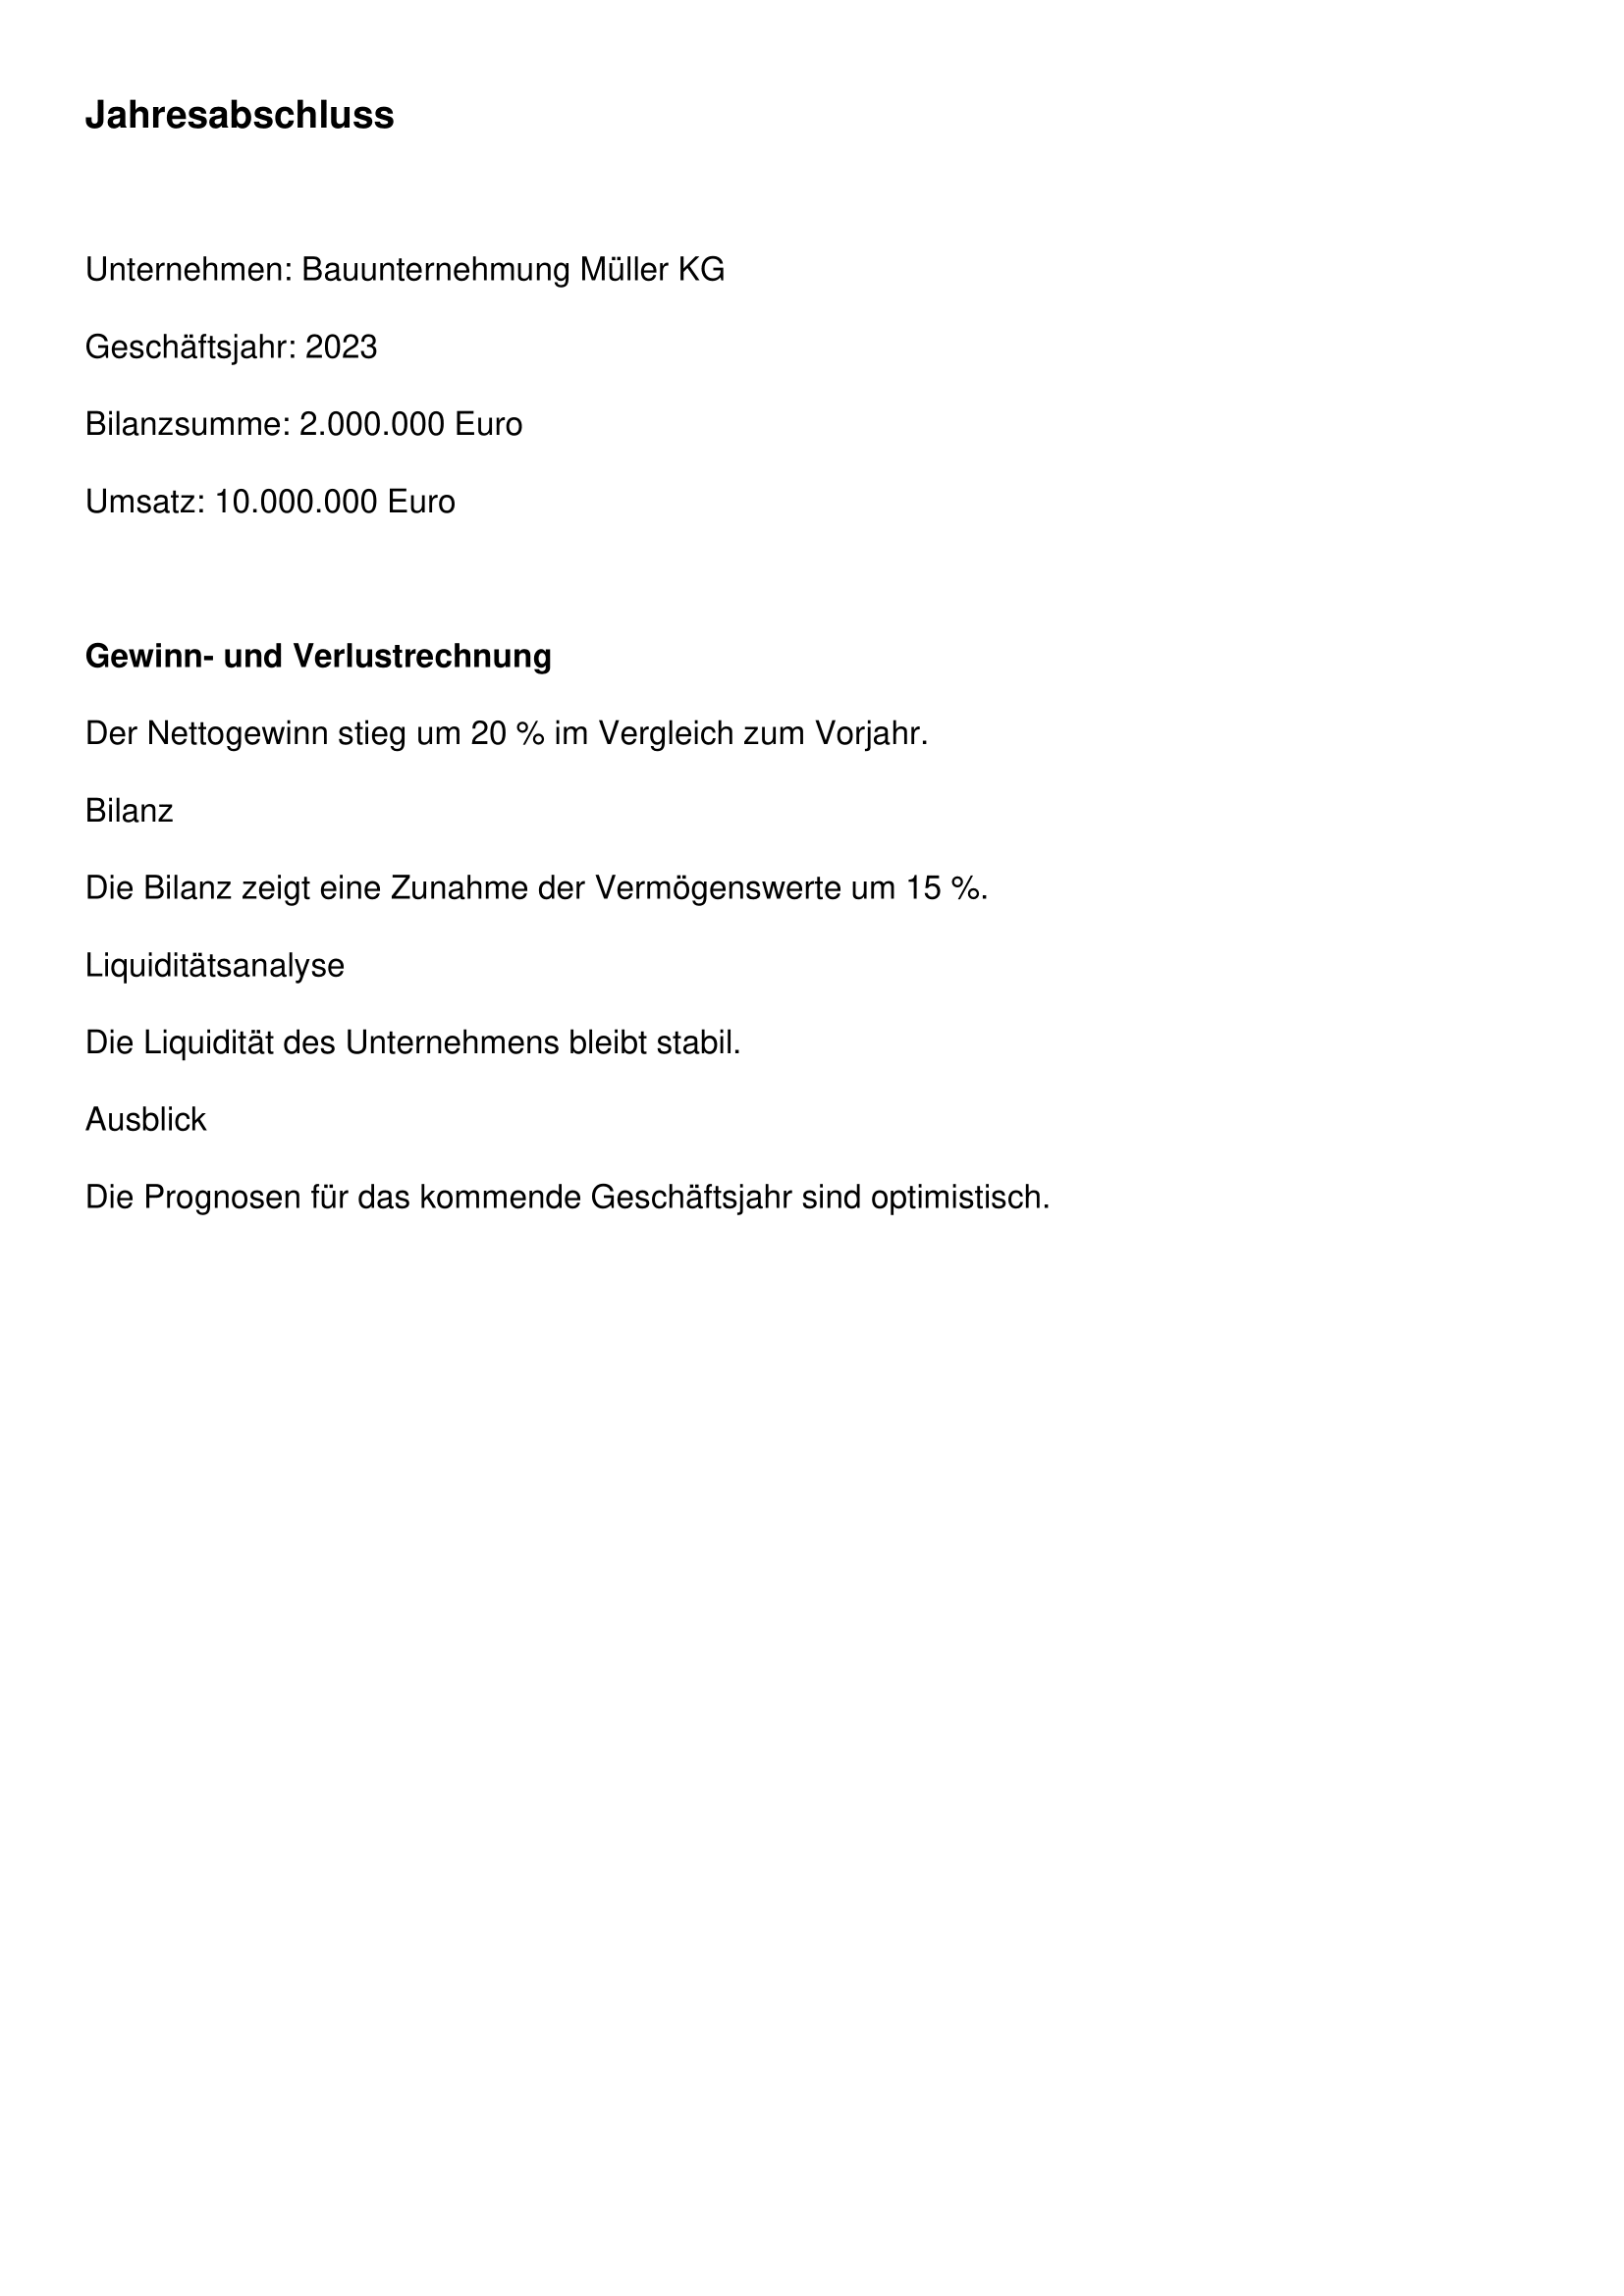 Jahresabschluss
Unternehmen: Bauunternehmung Müller KG
Geschäftsjahr: 2023
Bilanzsumme: 2.000.000 Euro
Umsatz: 10.000.000 Euro
Gewinn- und Verlustrechnung
Der Nettogewinn stieg um 20 % im Vergleich zum Vorjahr.
Bilanz
Die Bilanz zeigt eine Zunahme der Vermögenswerte um 15 %.
Liquiditätsanalyse
Die Liquidität des Unternehmens bleibt stabil.
Ausblick
Die Prognosen für das kommende Geschäftsjahr sind optimistisch.